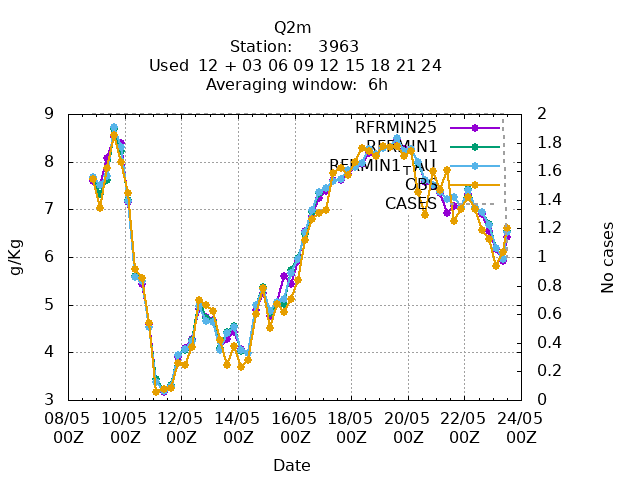 Q2m
Station:     3963
Used  12 + 03 06 09 12 15 18 21 24
Averaging window:  6h
RFRMIN25
RFRMIN1
RFRMIN1_TAU
OBS
CASES
g/Kg
9
8
7
6
5
4
3
No cases
2
1.8
1.6
1.4
1.2
1
0.8
0.6
0.4
0.2
0
08/05 10/05 12/05 14/05 16/05 18/05 20/05 22/05 24/05
00Z 00Z 00Z 00Z 00Z 00Z 00Z 00Z 00Z
Date